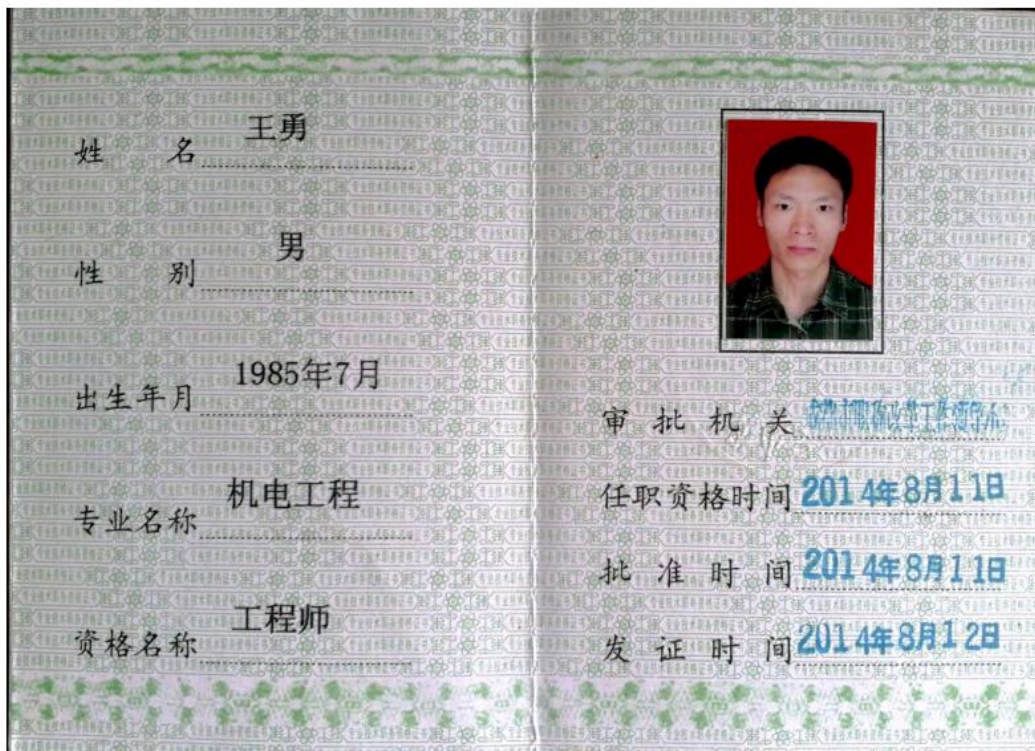 姓名 王勇
性别 男
出生年月 1985年7月
专业名称 机电工程
资格名称 工程师
审批机关
任职资格时间 2014年8月11日
批准时间 2014年8月11日
发证时间 2014年8月12日